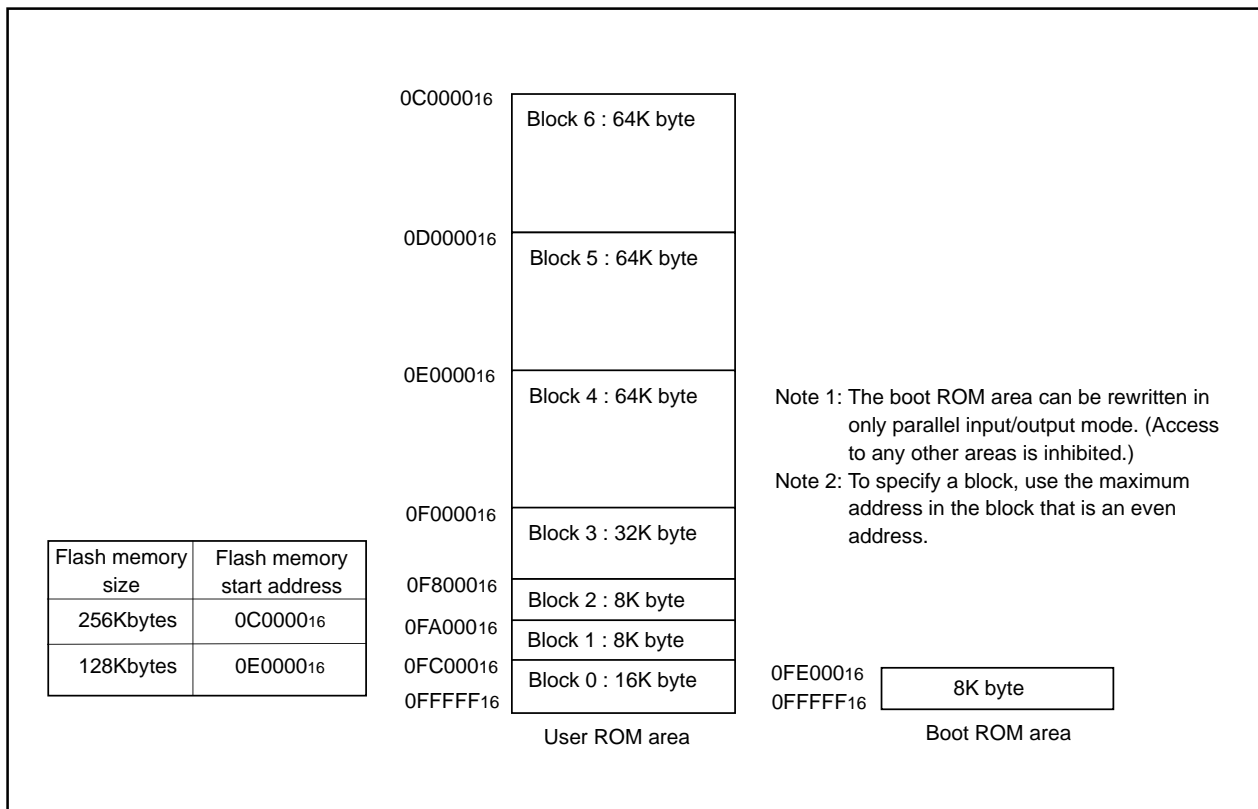 0C000016
Block 6 : 64K byte
0D000016
Block 5 : 64K byte
0E000016
Block 4 : 64K byte
0F000016
Block 3 : 32K byte
0F800016
Block 2 : 8K byte
0FA00016
Block 1 : 8K byte
0FC00016
Block 0 : 16K byte
0FFFFF16
User ROM area
Flash memory size
Flash memory start address
256Kbytes
0C000016
128Kbytes
0E000016
Note 1: The boot ROM area can be rewritten in
only parallel input/output mode. (Access
to any other areas is inhibited.)
Note 2: To specify a block, use the maximum
address in the block that is an even
address.
0FE00016
0FFFFF16
8K byte
Boot ROM area